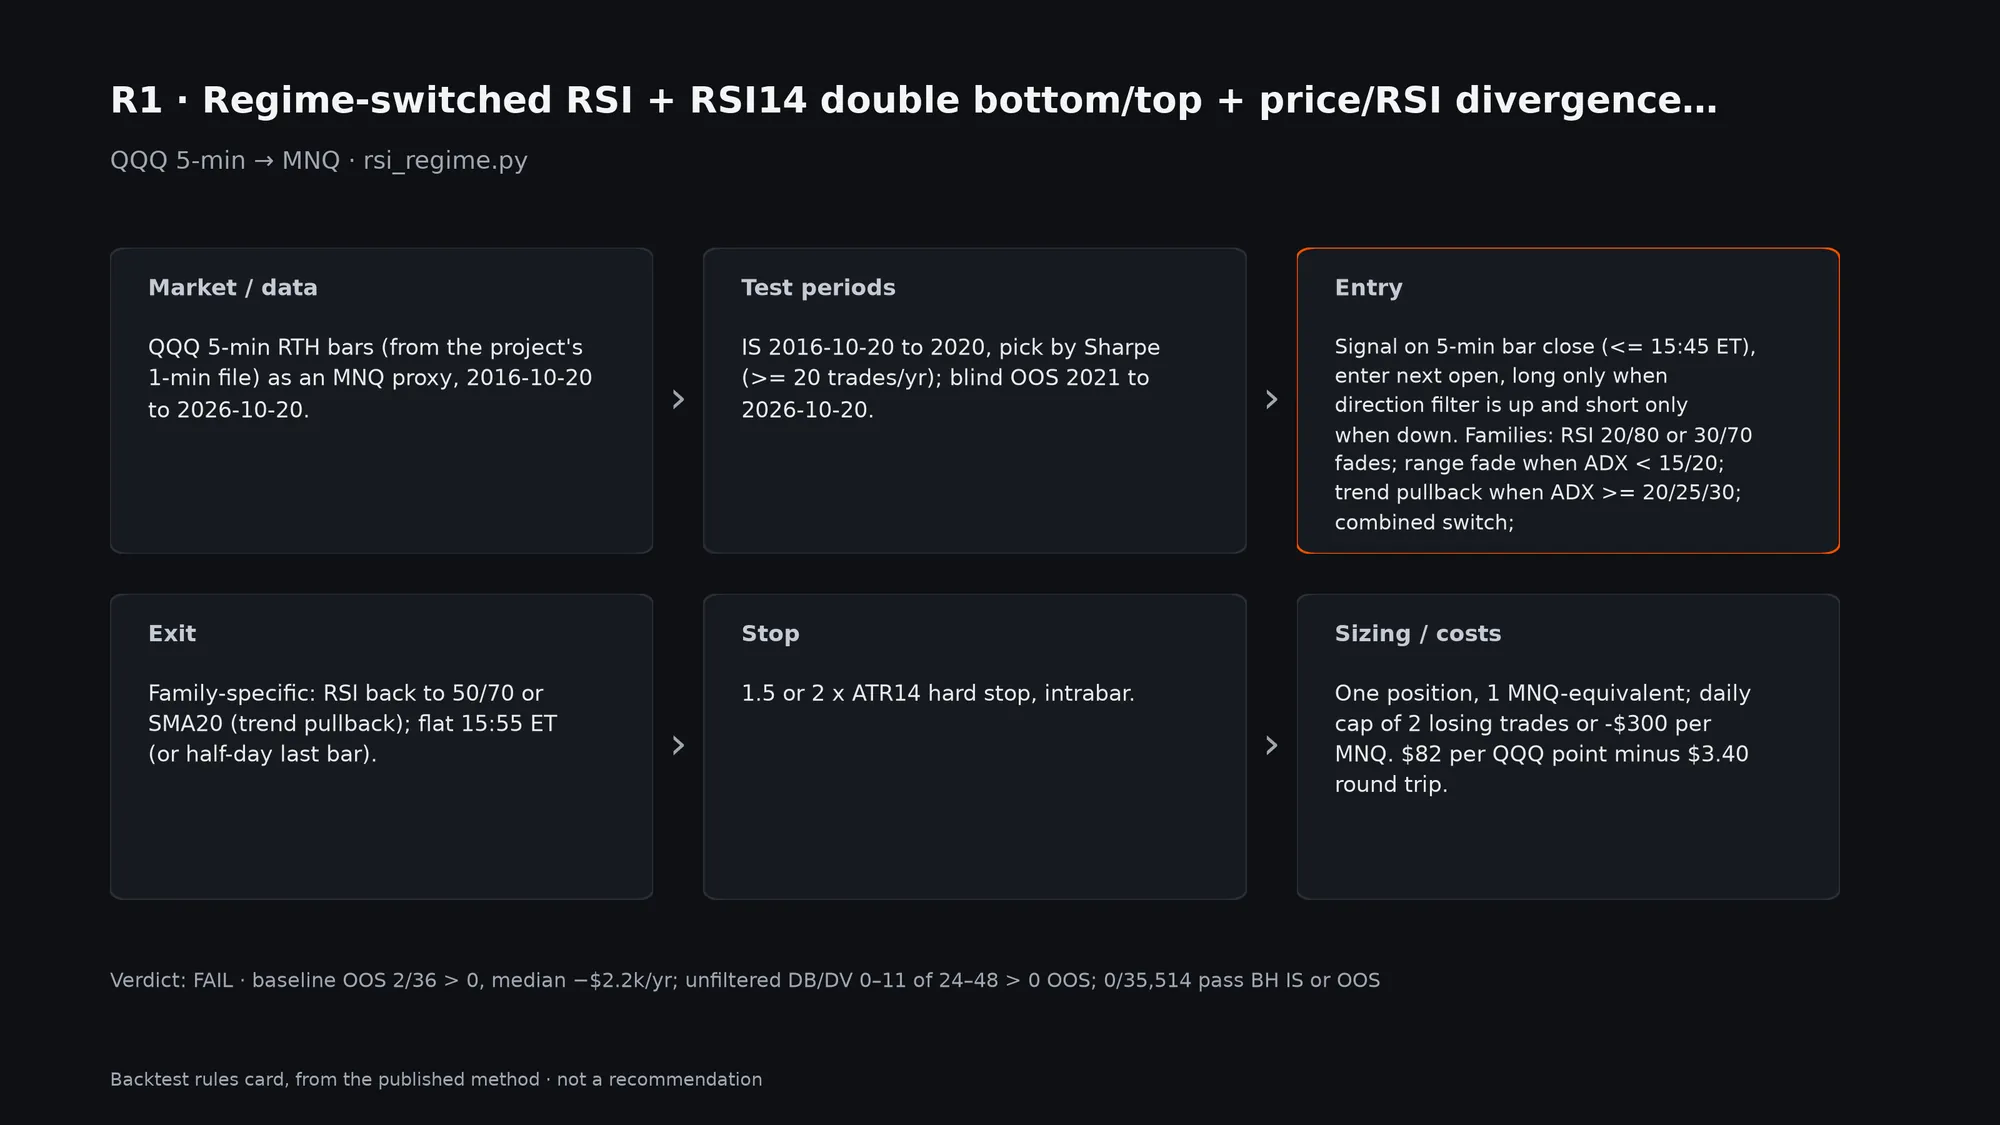 R1 · Regime-switched RSI + RSI14 double bottom/top + price/RSI divergence…
QQQ 5-min → MNQ · rsi_regime.py
Market / data
QQQ 5-min RTH bars (from the project's
1-min file) as an MNQ proxy, 2016-10-20
to 2026-10-20.
›
Test periods
IS 2016-10-20 to 2020, pick by Sharpe
(>= 20 trades/yr); blind OOS 2021 to
2026-10-20.
›
Entry
Signal on 5-min bar close (<= 15:45 ET),
enter next open, long only when
direction filter is up and short only
when down. Families: RSI 20/80 or 30/70
fades; range fade when ADX < 15/20;
trend pullback when ADX >= 20/25/30;
combined switch;
Exit
Family-specific: RSI back to 50/70 or
SMA20 (trend pullback); flat 15:55 ET
(or half-day last bar).
›
Stop
1.5 or 2 x ATR14 hard stop, intrabar.
›
Sizing / costs
One position, 1 MNQ-equivalent; daily
cap of 2 losing trades or -$300 per
MNQ. $82 per QQQ point minus $3.40
round trip.
Verdict: FAIL · baseline OOS 2/36 > 0, median −$2.2k/yr; unfiltered DB/DV 0–11 of 24–48 > 0 OOS; 0/35,514 pass BH IS or OOS
Backtest rules card, from the published method · not a recommendation